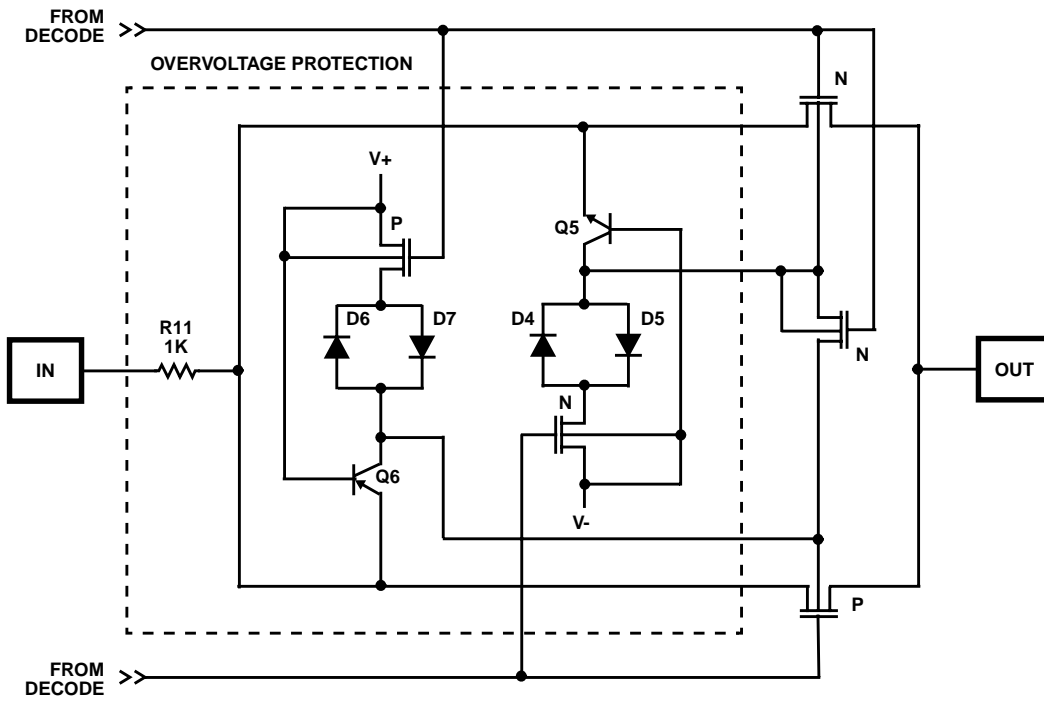 FROM
DECODE
OVERVOLTAGE PROTECTION
N
V+
P
Q5
D6
D7
D4
D5
R11
1K
IN
N
OUT
N
Q6
V-
P
FROM
DECODE